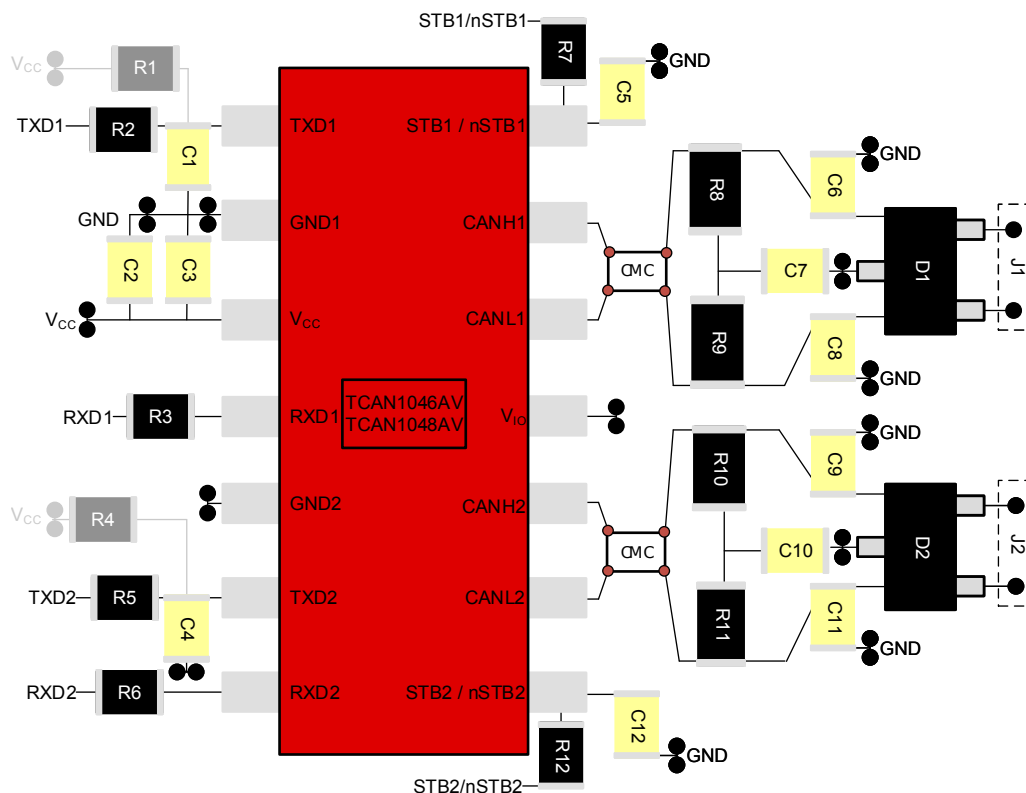 STB1/nSTB1
R7
GND
C5
VCC
R1
TXD1
R2
C1
TXD1
STB1 / nSTB1
GND
C6
R8
GND
GND1
CANH1
C2
C3
CMC
C7
D1
J1
VCC
VCC
CANL1
R9
C8
GND
RXD1
R3
RXD1
TCAN1046AV
TCAN1048AV
VIO
GND
C9
R10
VCC
R4
GND2
CANH2
CMC
C10
D2
J2
TXD2
R5
C4
TXD2
CANL2
R11
C11
GND
RXD2
R6
RXD2
STB2 / nSTB2
C12
R12
GND
STB2/nSTB2